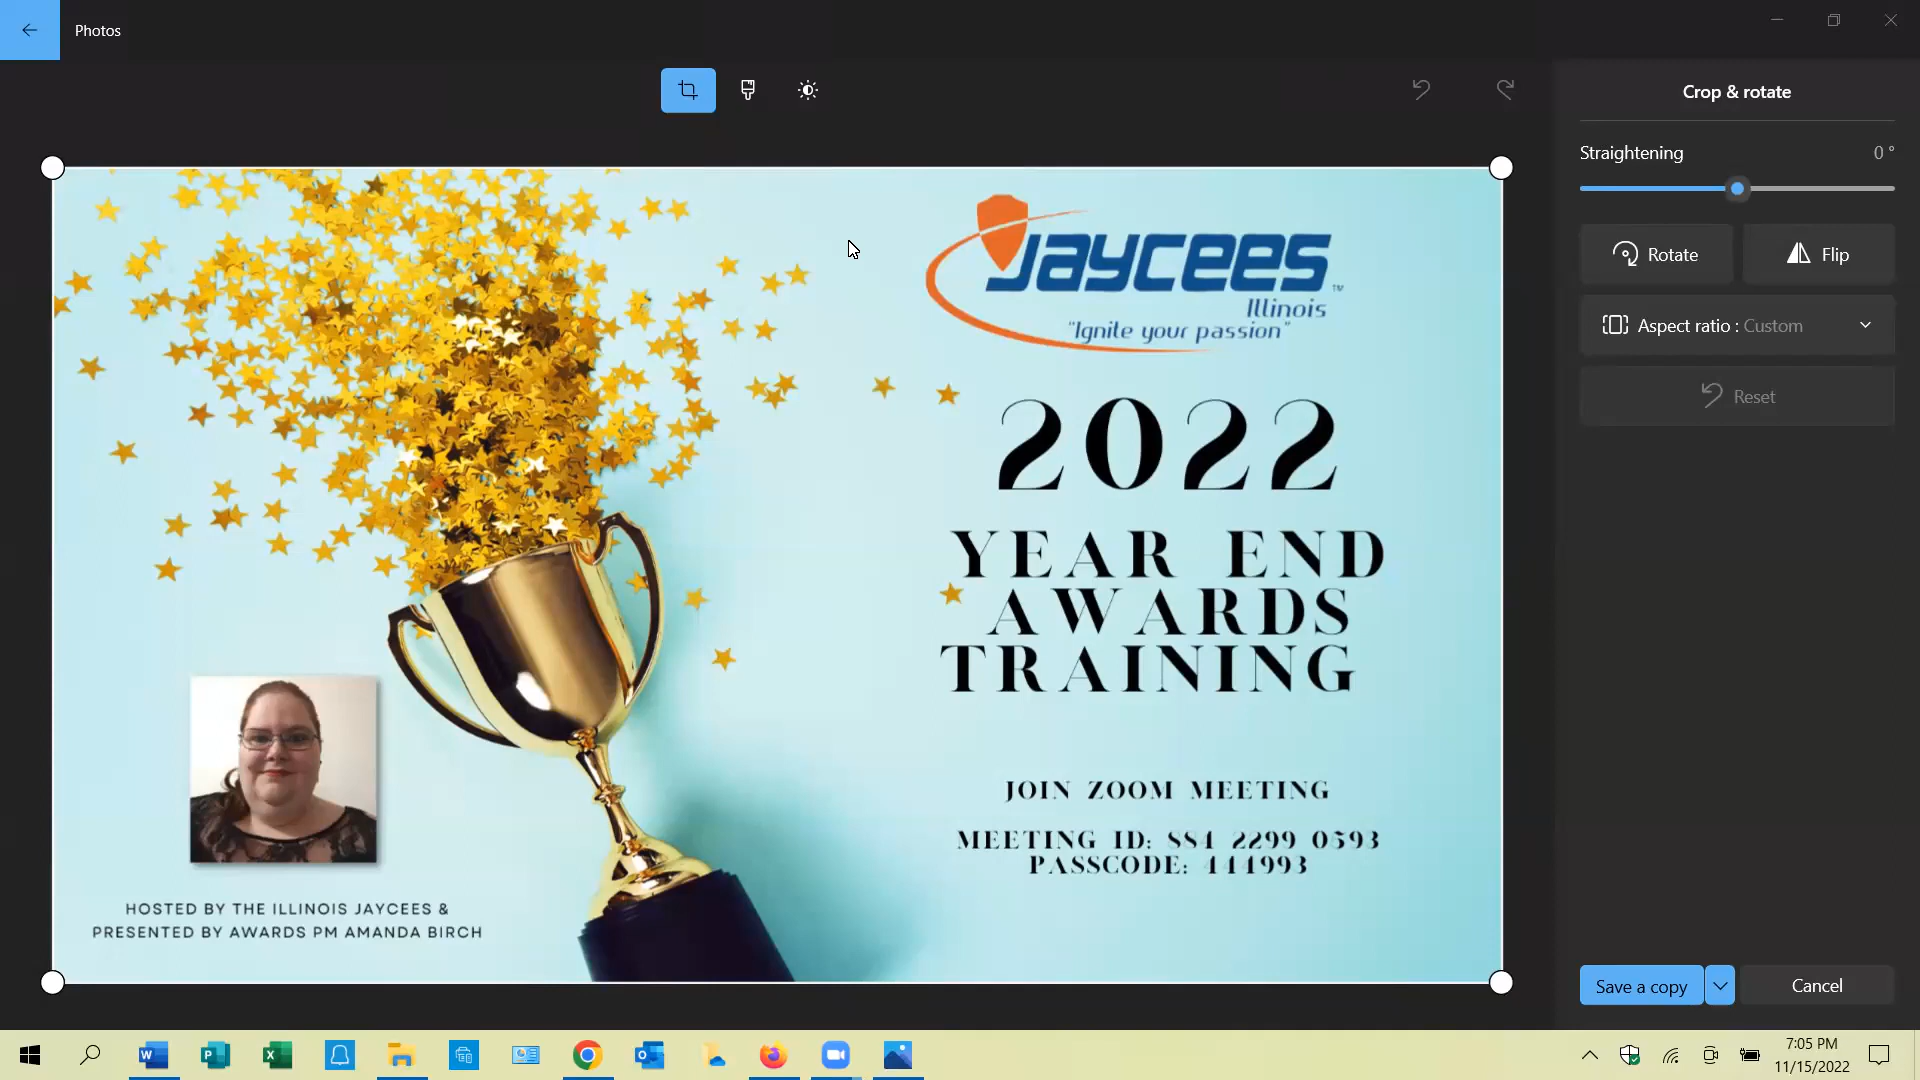 Photos
Crop & rotate
Straightening 0 °
Rotate Flip
Aspect ratio : Custom
Reset
Jaycees TM
Illinois
"Ignite your passion"
2022
YEAR END
AWARDS
TRAINING
JOIN ZOOM MEETING
MEETING ID: 884 2299 0593
PASSCODE: 444993
HOSTED BY THE ILLINOIS JAYCEES &
PRESENTED BY AWARDS PM AMANDA BIRCH
Save a copy Cancel
7:05 PM
11/15/2022